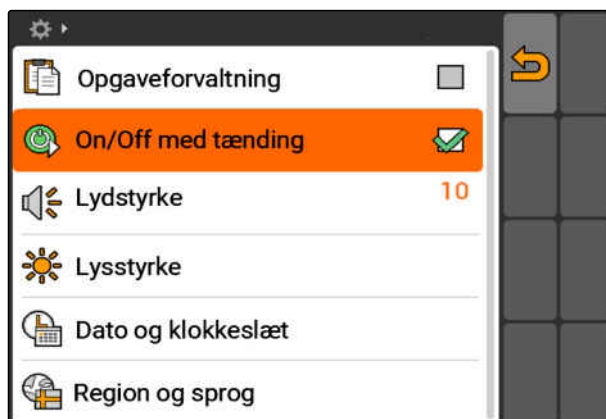 Opgaveforvaltning
On/Off med tænding
Lydstyrke 10
Lysstyrke
Dato og klokkeslæt
Region og sprog